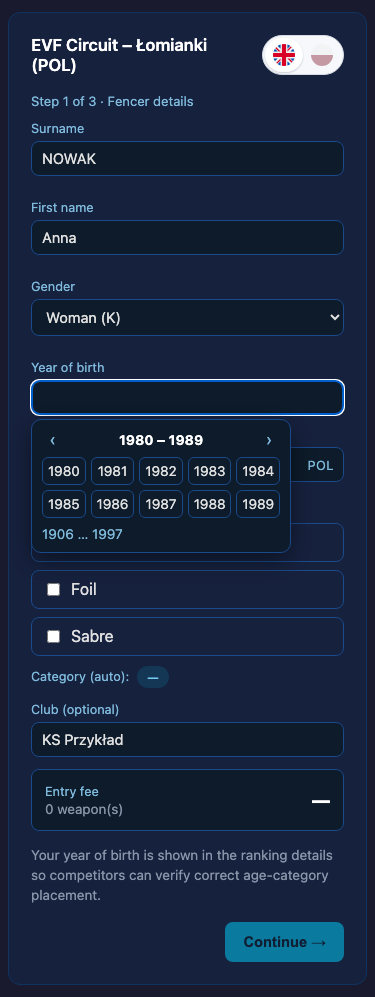 EVF Circuit – Łomianki
(POL)
Step 1 of 3 · Fencer details
Surname
NOWAK
First name
Anna
Gender
Woman (K)
Year of birth
‹ 1980 – 1989 ›
1980 1981 1982 1983 1984
1985 1986 1987 1988 1989
1906 … 1997
POL
Foil
Sabre
Category (auto): —
Club (optional)
KS Przykład
Entry fee
0 weapon(s)
—
Your year of birth is shown in the ranking details
so competitors can verify correct age-category
placement.
Continue →